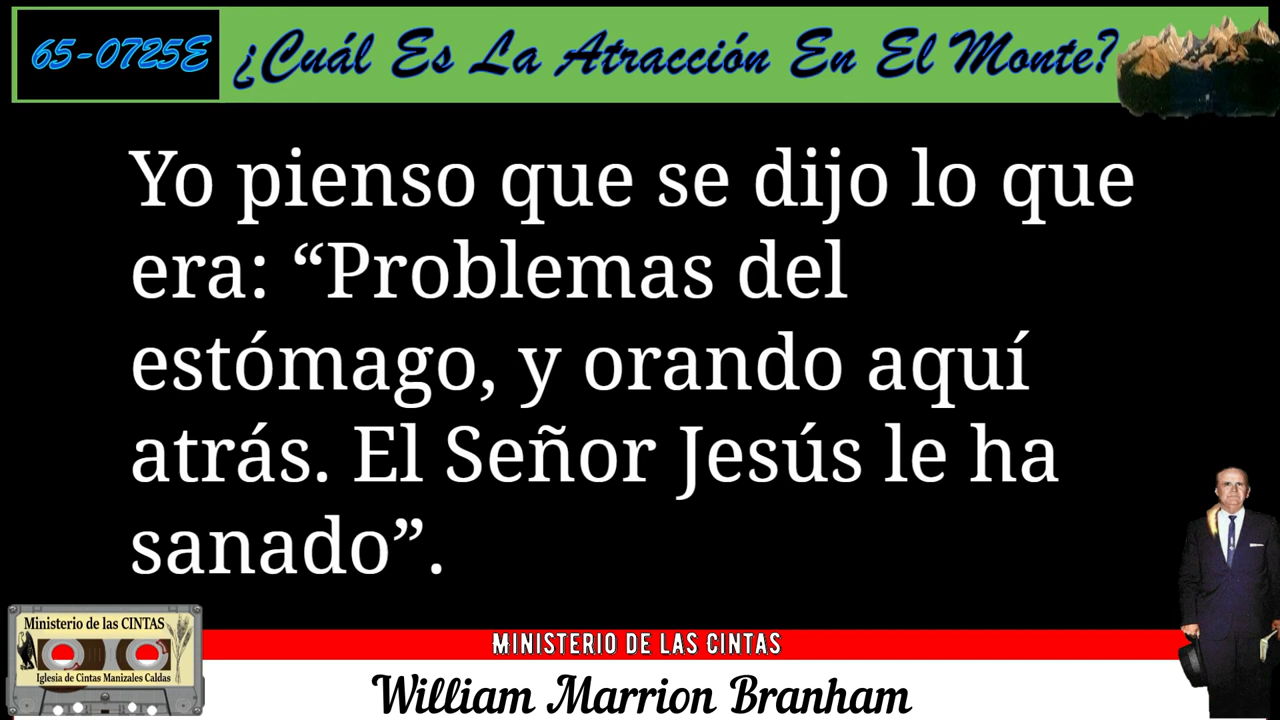 65-0725E ¿Cuál Es La Atracción En El Monte?
Yo pienso que se dijo lo que
era: “Problemas del
estómago, y orando aquí
atrás. El Señor Jesús le ha
sanado”.
Ministerio de las CINTAS
Iglesia de Cintas Manizales Caldas
MINISTERIO DE LAS CINTAS
William Marrion Branham